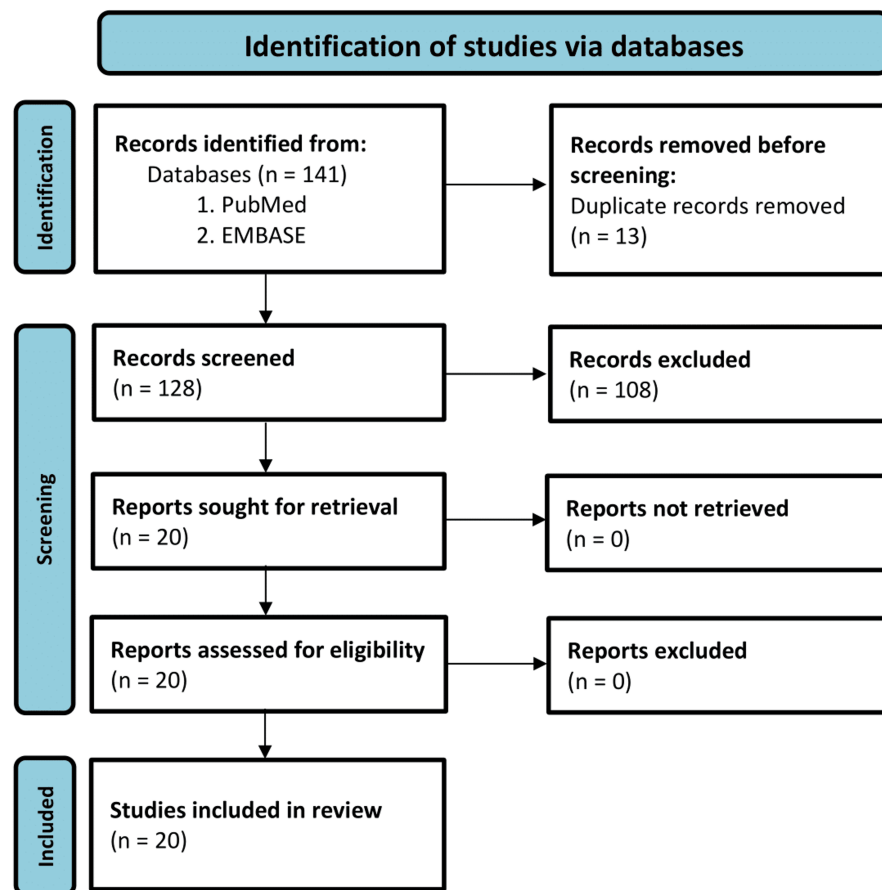 Identification of studies via databases
Identification
Records identified from:
Databases (n = 141)
1. PubMed
2. EMBASE
Records removed before
screening:
Duplicate records removed
(n = 13)
Screening
Records screened
(n = 128)
Records excluded
(n = 108)
Reports sought for retrieval
(n = 20)
Reports not retrieved
(n = 0)
Reports assessed for eligibility
(n = 20)
Reports excluded
(n = 0)
Included
Studies included in review
(n = 20)